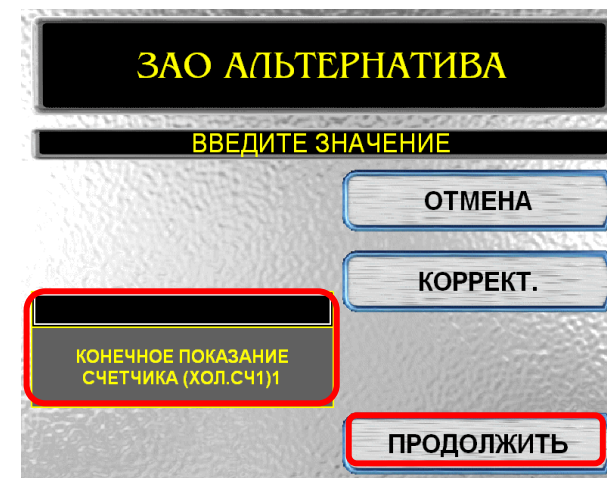 ЗАО АЛЬТЕРНАТИВА
ВВЕДИТЕ ЗНАЧЕНИЕ
ОТМЕНА
КОРРЕКТ.
КОНЕЧНОЕ ПОКАЗАНИЕ
СЧЕТЧИКА (ХОЛ.СЧ1)1
ПРОДОЛЖИТЬ